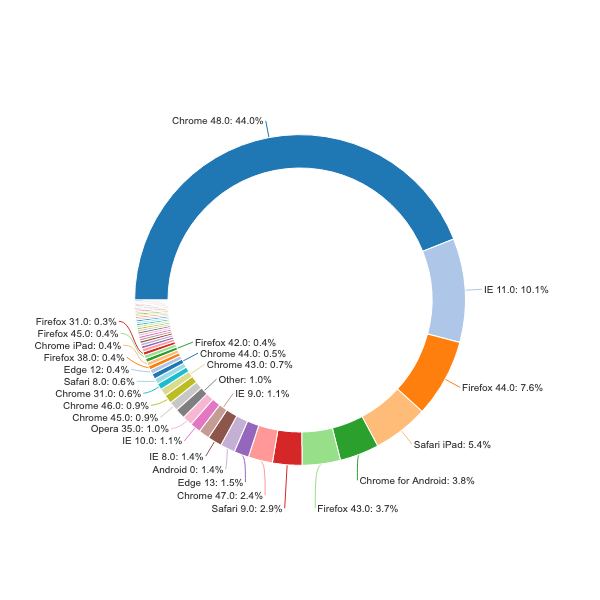 Chrome 48.0: 44.0%
IE 11.0: 10.1%
Firefox 44.0: 7.6%
Safari iPad: 5.4%
Chrome for Android: 3.8%
Firefox 43.0: 3.7%
Safari 9.0: 2.9%
Chrome 47.0: 2.4%
Edge 13: 1.5%
Android 0: 1.4%
IE 8.0: 1.4%
IE 9.0: 1.1%
IE 10.0: 1.1%
Opera 35.0: 1.0%
Other: 1.0%
Chrome 45.0: 0.9%
Chrome 46.0: 0.9%
Chrome 43.0: 0.7%
Chrome 31.0: 0.6%
Safari 8.0: 0.6%
Chrome 44.0: 0.5%
Edge 12: 0.4%
Firefox 38.0: 0.4%
Firefox 42.0: 0.4%
Chrome iPad: 0.4%
Firefox 45.0: 0.4%
Firefox 31.0: 0.3%